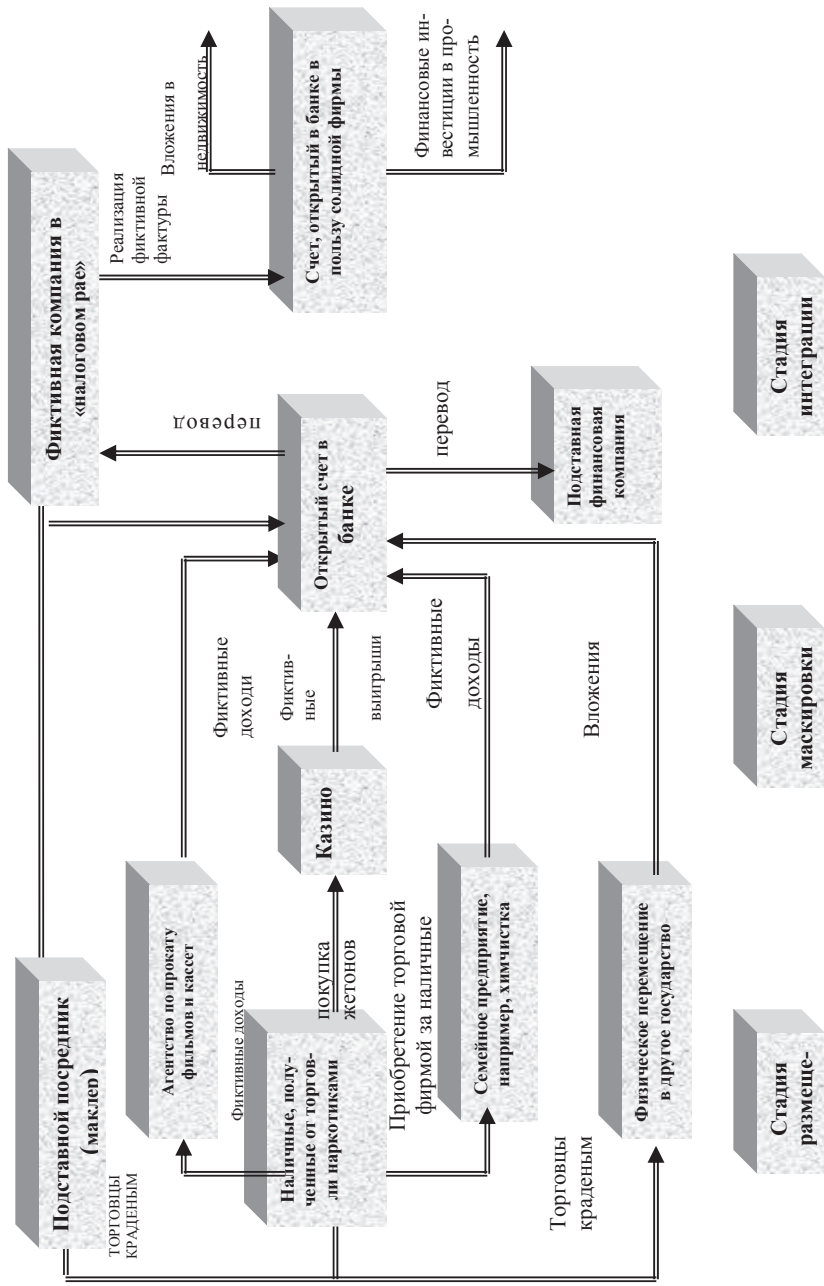 Подставной посредник
(маклер)
ТОРГОВЦЫ
КРАДЕНЫМ
Агентство по прокату
фильмов и кассет
Фиктивные доходы
Наличные, полу-
ченные от торгов-
ли наркотиками
покупка
жетонов
Казино
Приобретение торговой
фирмой за наличные
Семейное предприятие,
например, химчистка
Торговцы
краденым
Физическое перемещение
в другое государство
Фиктивные
доходи
Фиктив-
ные
выигрыши
Фиктивные
доходы
Вложения
Открытый счет в
банке
перевод
перевод
Подставная
финансовая
компания
Фиктивная компания в
«налоговом рае»
Реализация
фиктивной
фактуры
Вложения в
недвижимость
Счет, открытый в банке в
пользу солидной фирмы
Финансовые ин-
вестиции в про-
мышленность
Стадия
размеще-
Стадия
маскировки
Стадия
интеграции